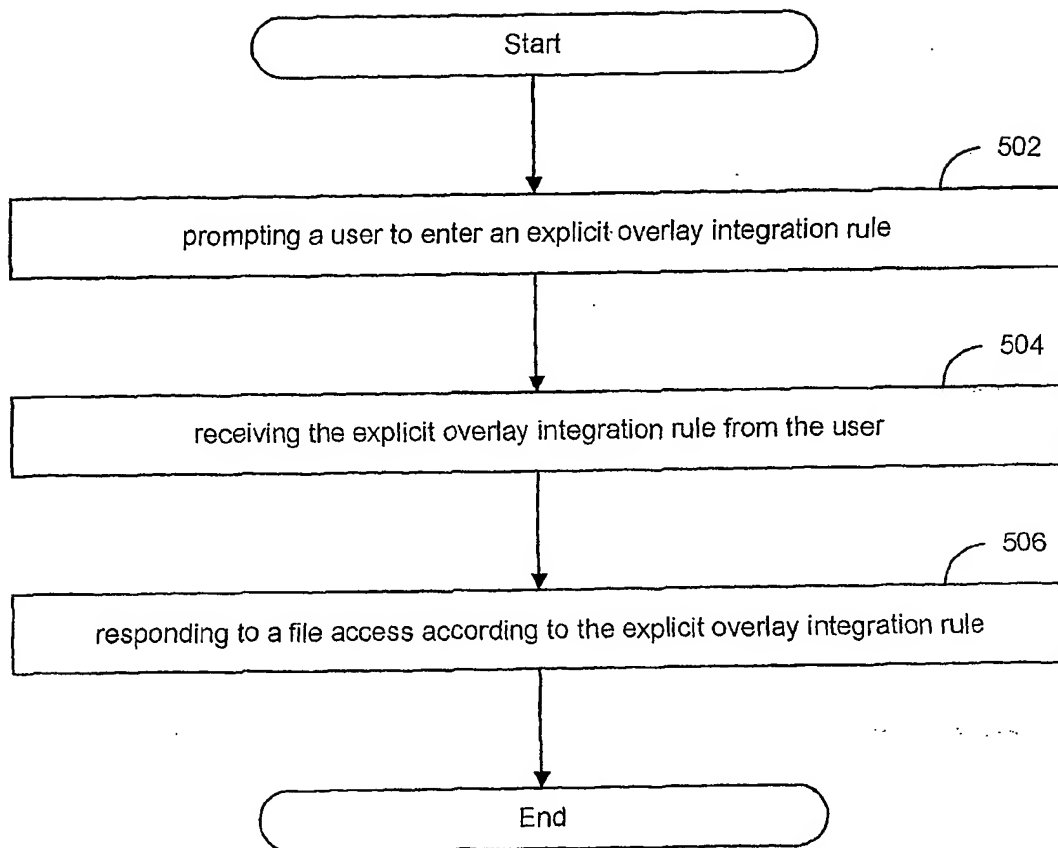 Start
502
prompting a user to enter an explicit overlay integration rule
504
receiving the explicit overlay integration rule from the user
506
responding to a file access according to the explicit overlay integration rule
End